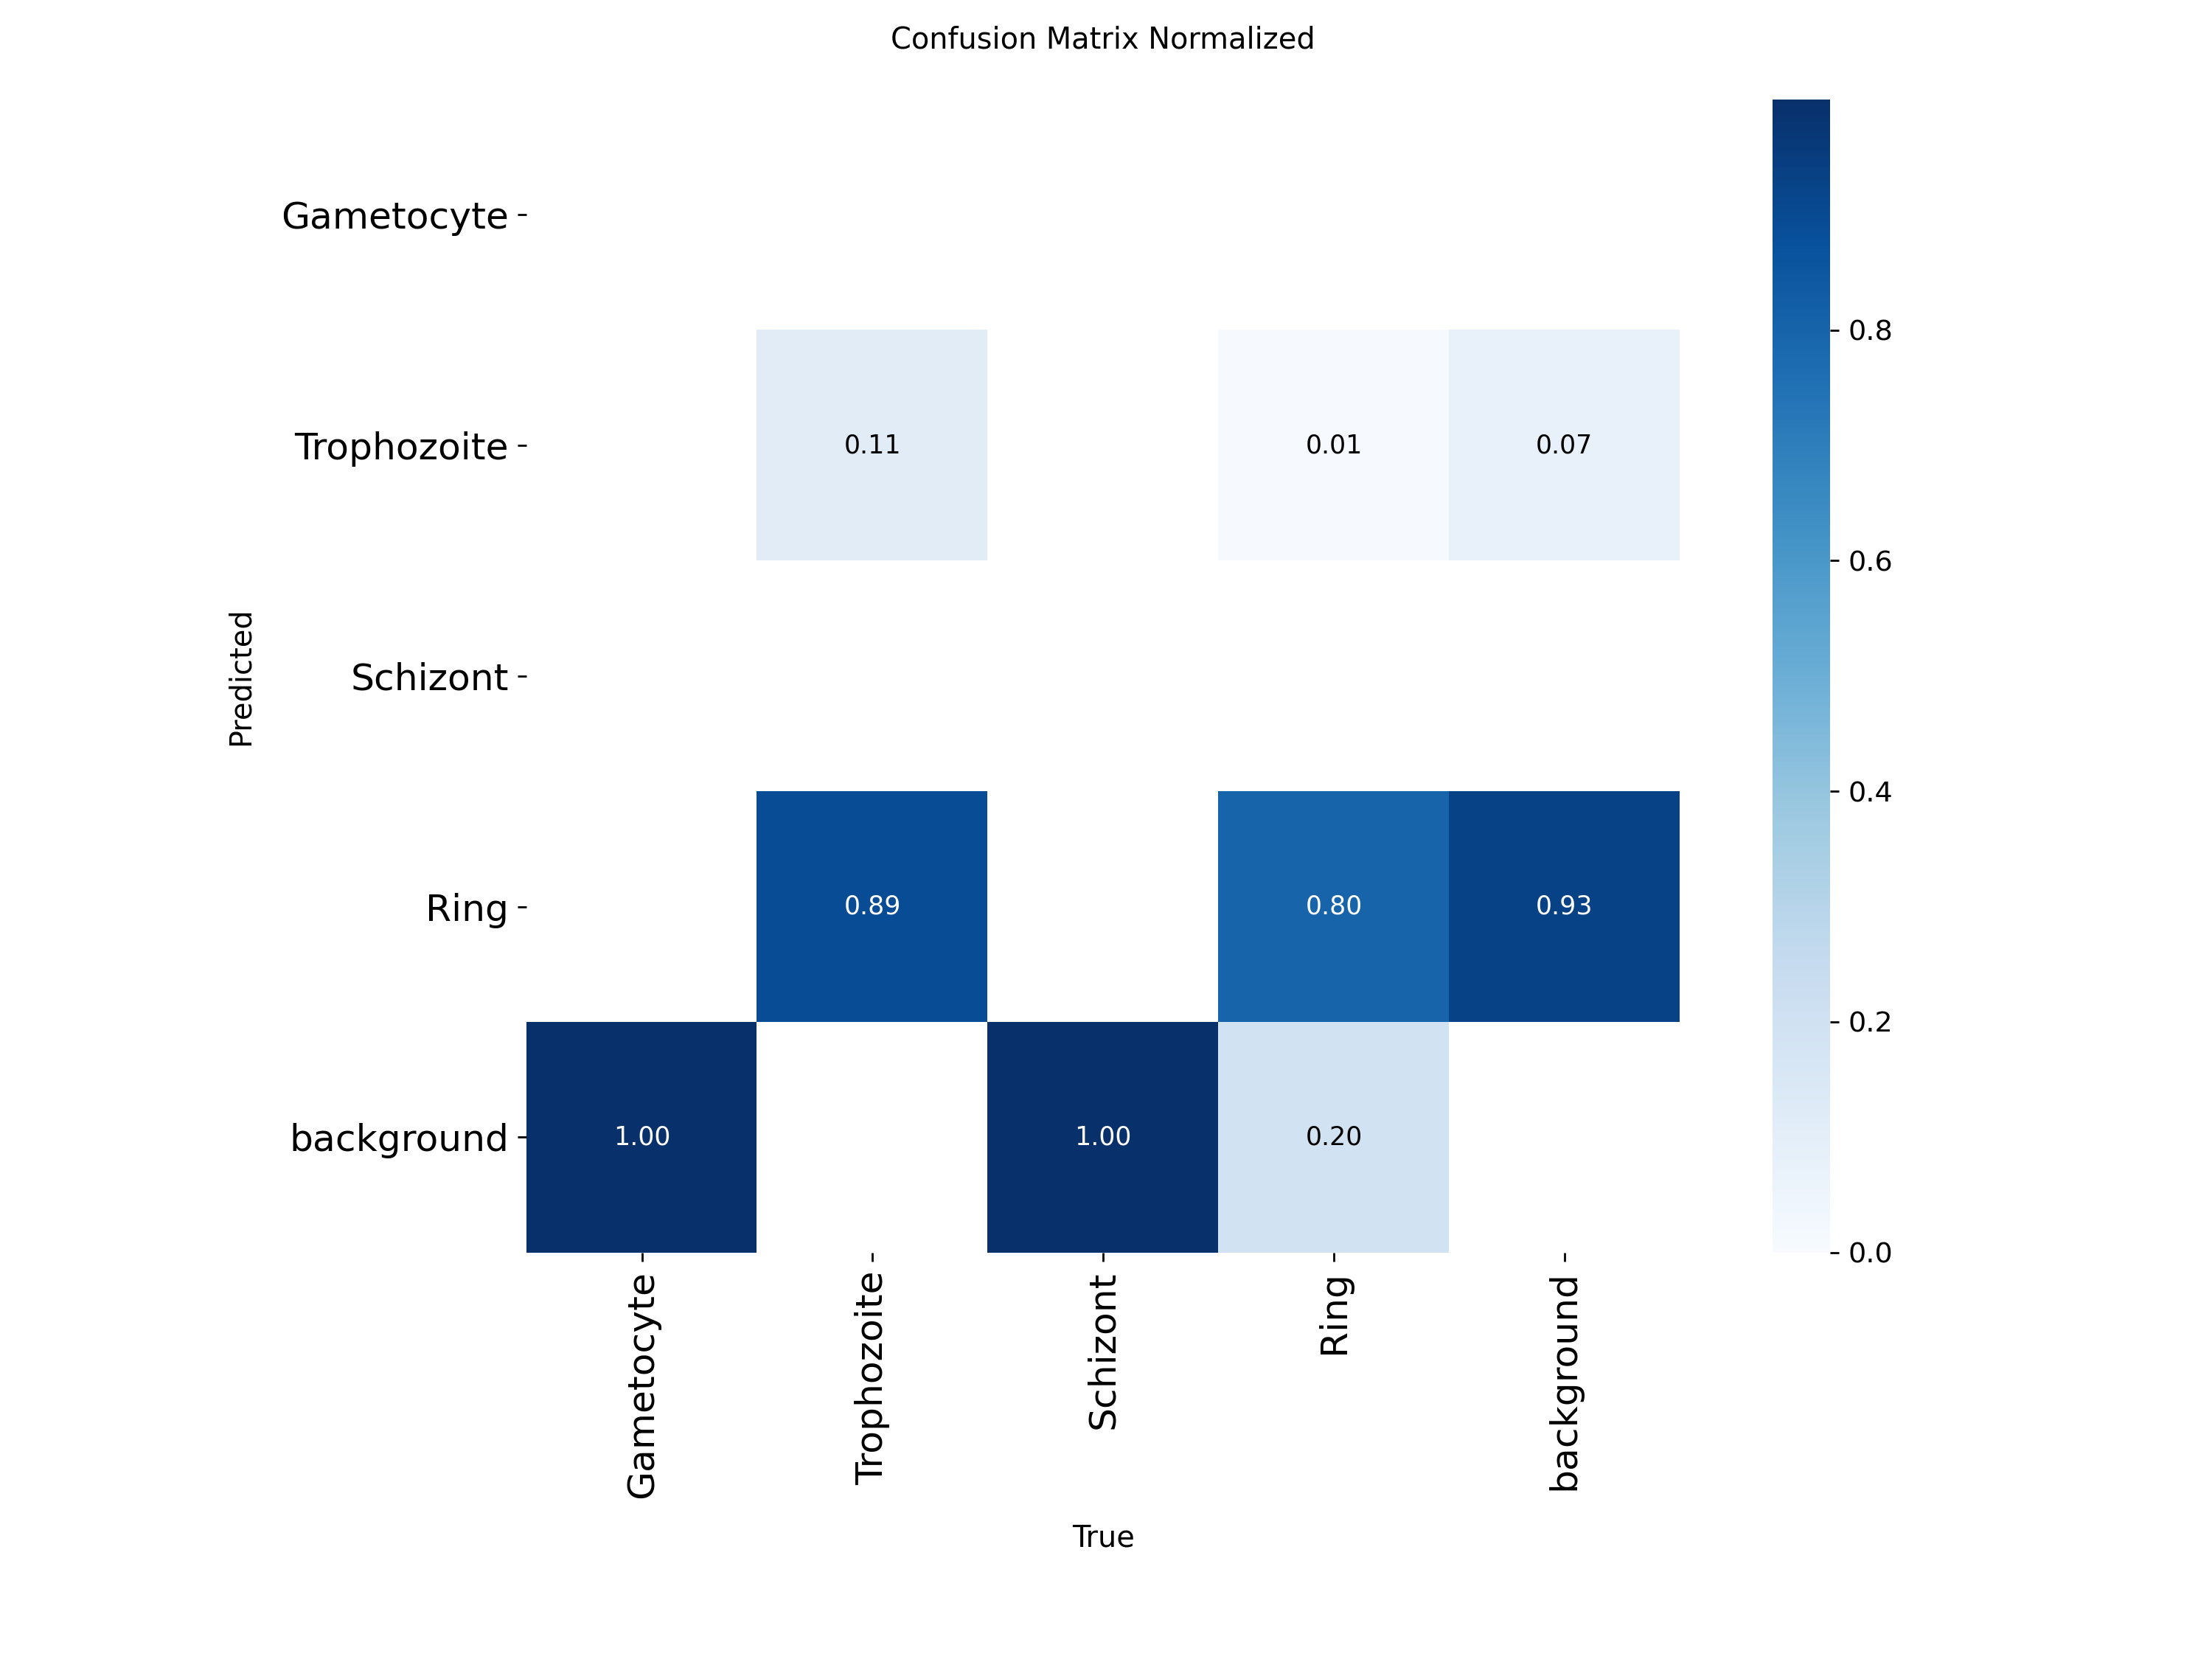 Confusion Matrix Normalized
Predicted
Gametocyte
Trophozoite
0.11
0.01
0.07
Schizont
Ring
0.89
0.80
0.93
background
1.00
1.00
0.20
Gametocyte
Trophozoite
Schizont
Ring
background
True
0.8
0.6
0.4
0.2
0.0